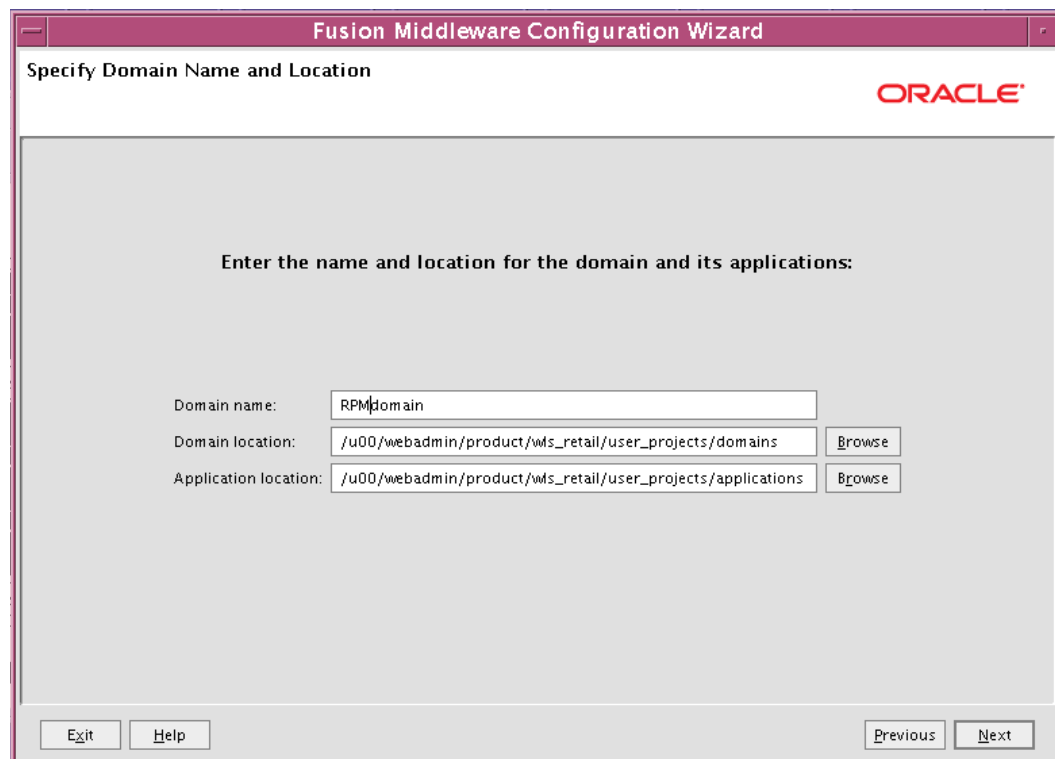 Fusion Middleware Configuration Wizard
Specify Domain Name and Location
ORACLE
Enter the name and location for the domain and its applications:
Domain name: RPMdomain
Domain location: /u00/webadmin/product/wls_retail/user_projects/domains Browse
Application location: /u00/webadmin/product/wls_retail/user_projects/applications Browse
Exit Help Previous Next